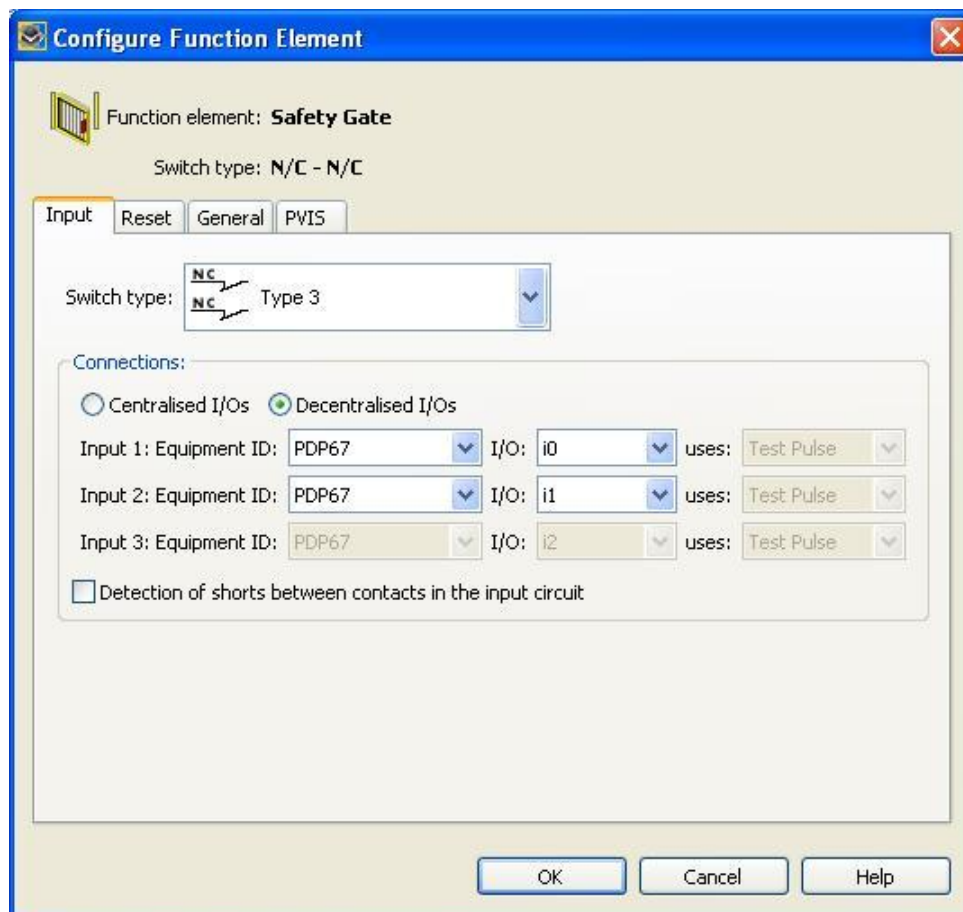 Configure Function Element
Function element: Safety Gate
Switch type: N/C - N/C
Input Reset General PVIS
Switch type: NC NC Type 3
Connections:
Centralised I/Os Decentralised I/Os
Input 1: Equipment ID: PDP67 I/O: i0 uses: Test Pulse
Input 2: Equipment ID: PDP67 I/O: i1 uses: Test Pulse
Input 3: Equipment ID: PDP67 I/O: i2 uses: Test Pulse
Detection of shorts between contacts in the input circuit
OK Cancel Help